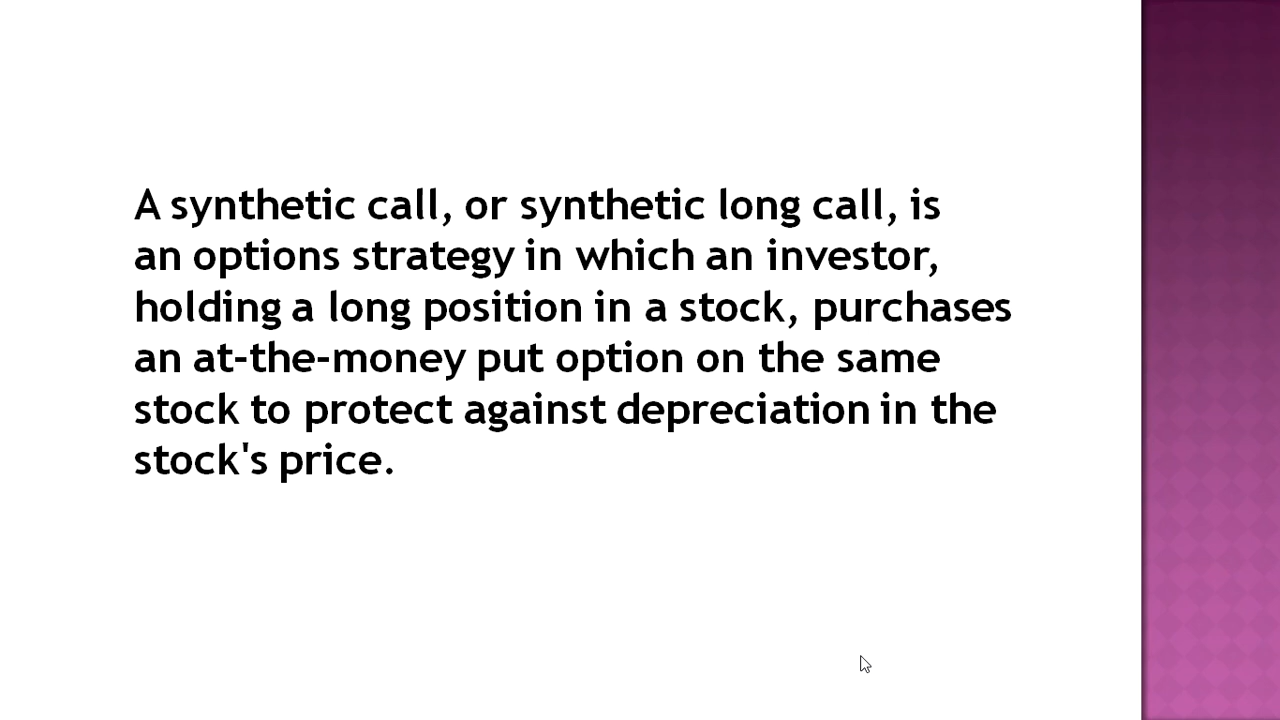 A synthetic call, or synthetic long call, is
an options strategy in which an investor,
holding a long position in a stock, purchases
an at-the-money put option on the same
stock to protect against depreciation in the
stock's price.